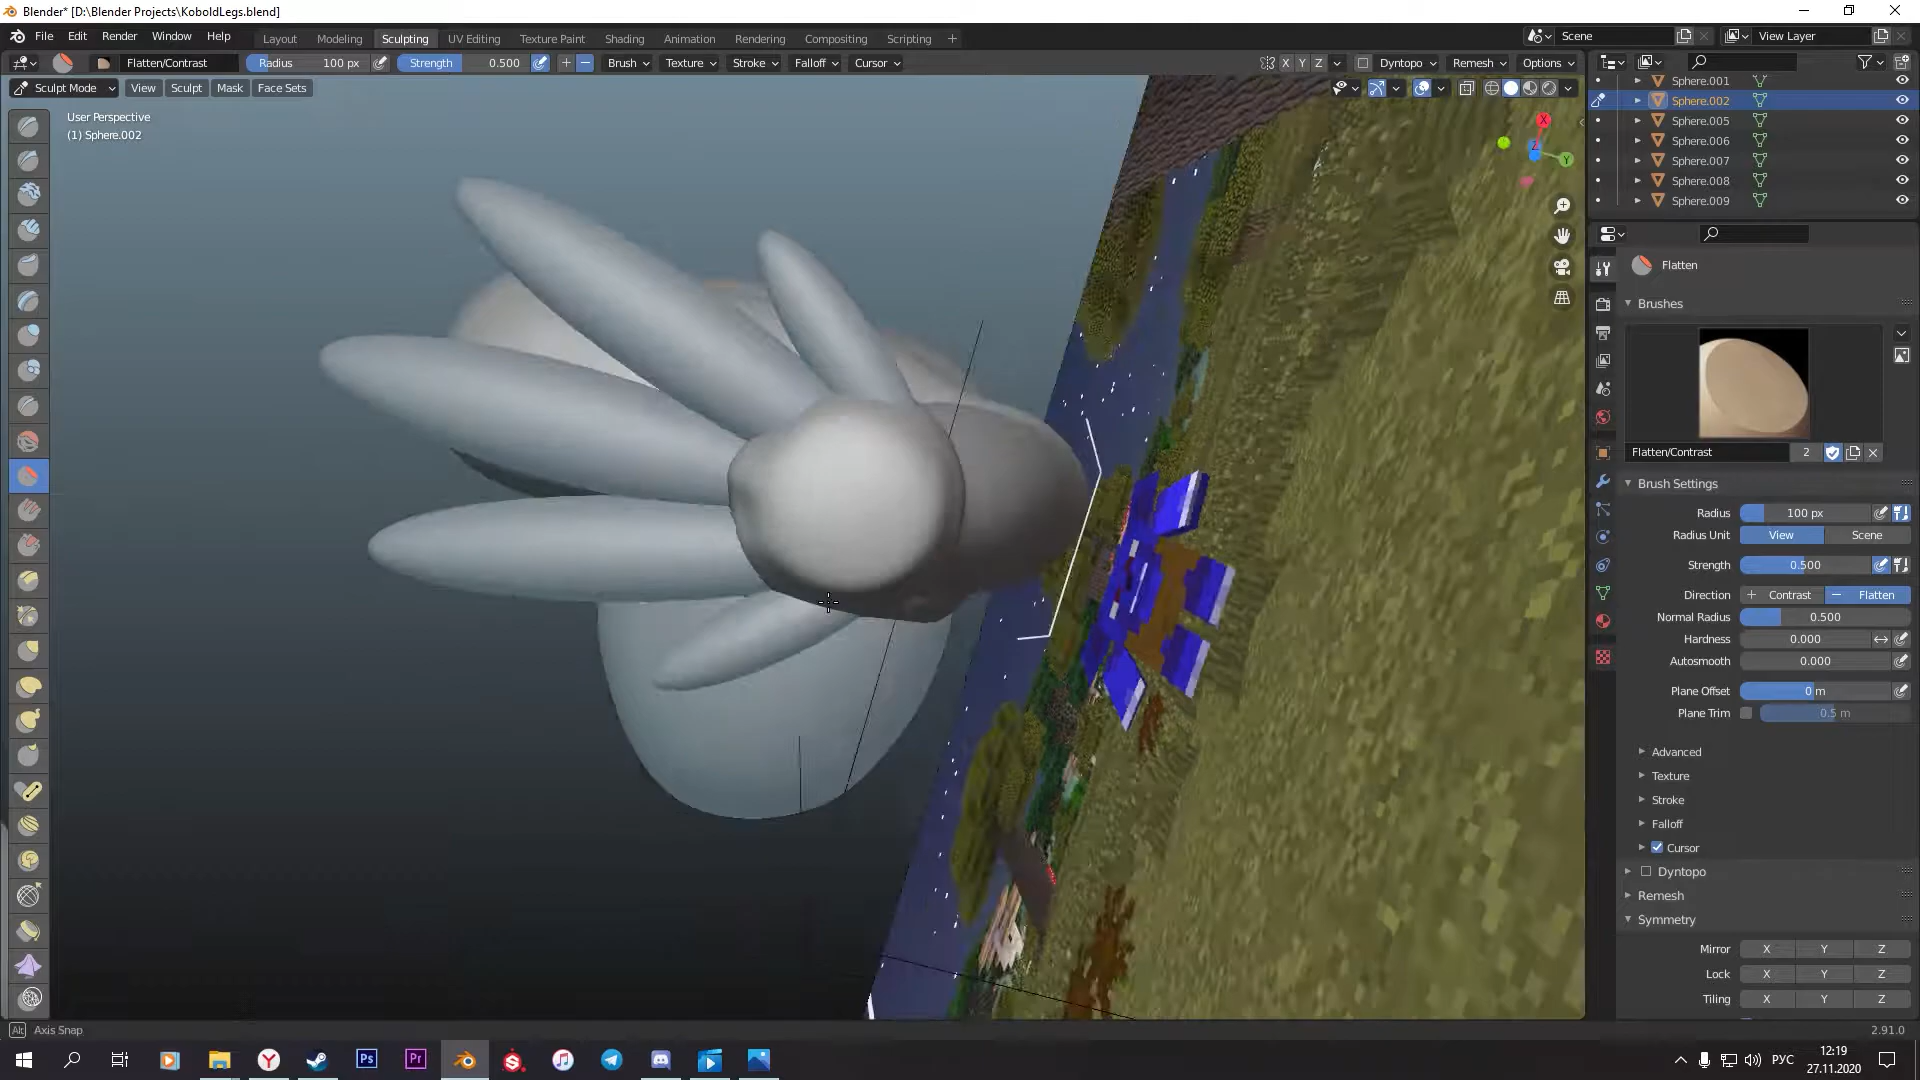 Blender* [D:\Blender Projects\KoboldLegs.blend]
File Edit Render Window Help Layout Modeling Sculpting UV Editing Texture Paint Shading Animation Rendering Compositing Scripting + Scene View Layer
Flatten/Contrast Radius 100 px Strength 0.500 + − Brush Texture Stroke Falloff Cursor X Y Z Dyntopo Remesh Options
Sculpt Mode View Sculpt Mask Face Sets
User Perspective
(1) Sphere.002
X
Z
Y
Sphere.001
Sphere.002
Sphere.005
Sphere.006
Sphere.007
Sphere.008
Sphere.009
Flatten
Brushes
Flatten/Contrast 2
Brush Settings
Radius 100 px
Radius Unit View Scene
Strength 0.500
Direction + Contrast − Flatten
Normal Radius 0.500
Hardness 0.000
Autosmooth 0.000
Plane Offset 0 m
Plane Trim 0.5 m
Advanced
Texture
Stroke
Falloff
Cursor
Dyntopo
Remesh
Symmetry
Mirror X Y Z
Lock X Y Z
Tiling X Y Z
Alt Axis Snap
2.91.0
Y Ps Pr S РУС 12:19
27.11.2020